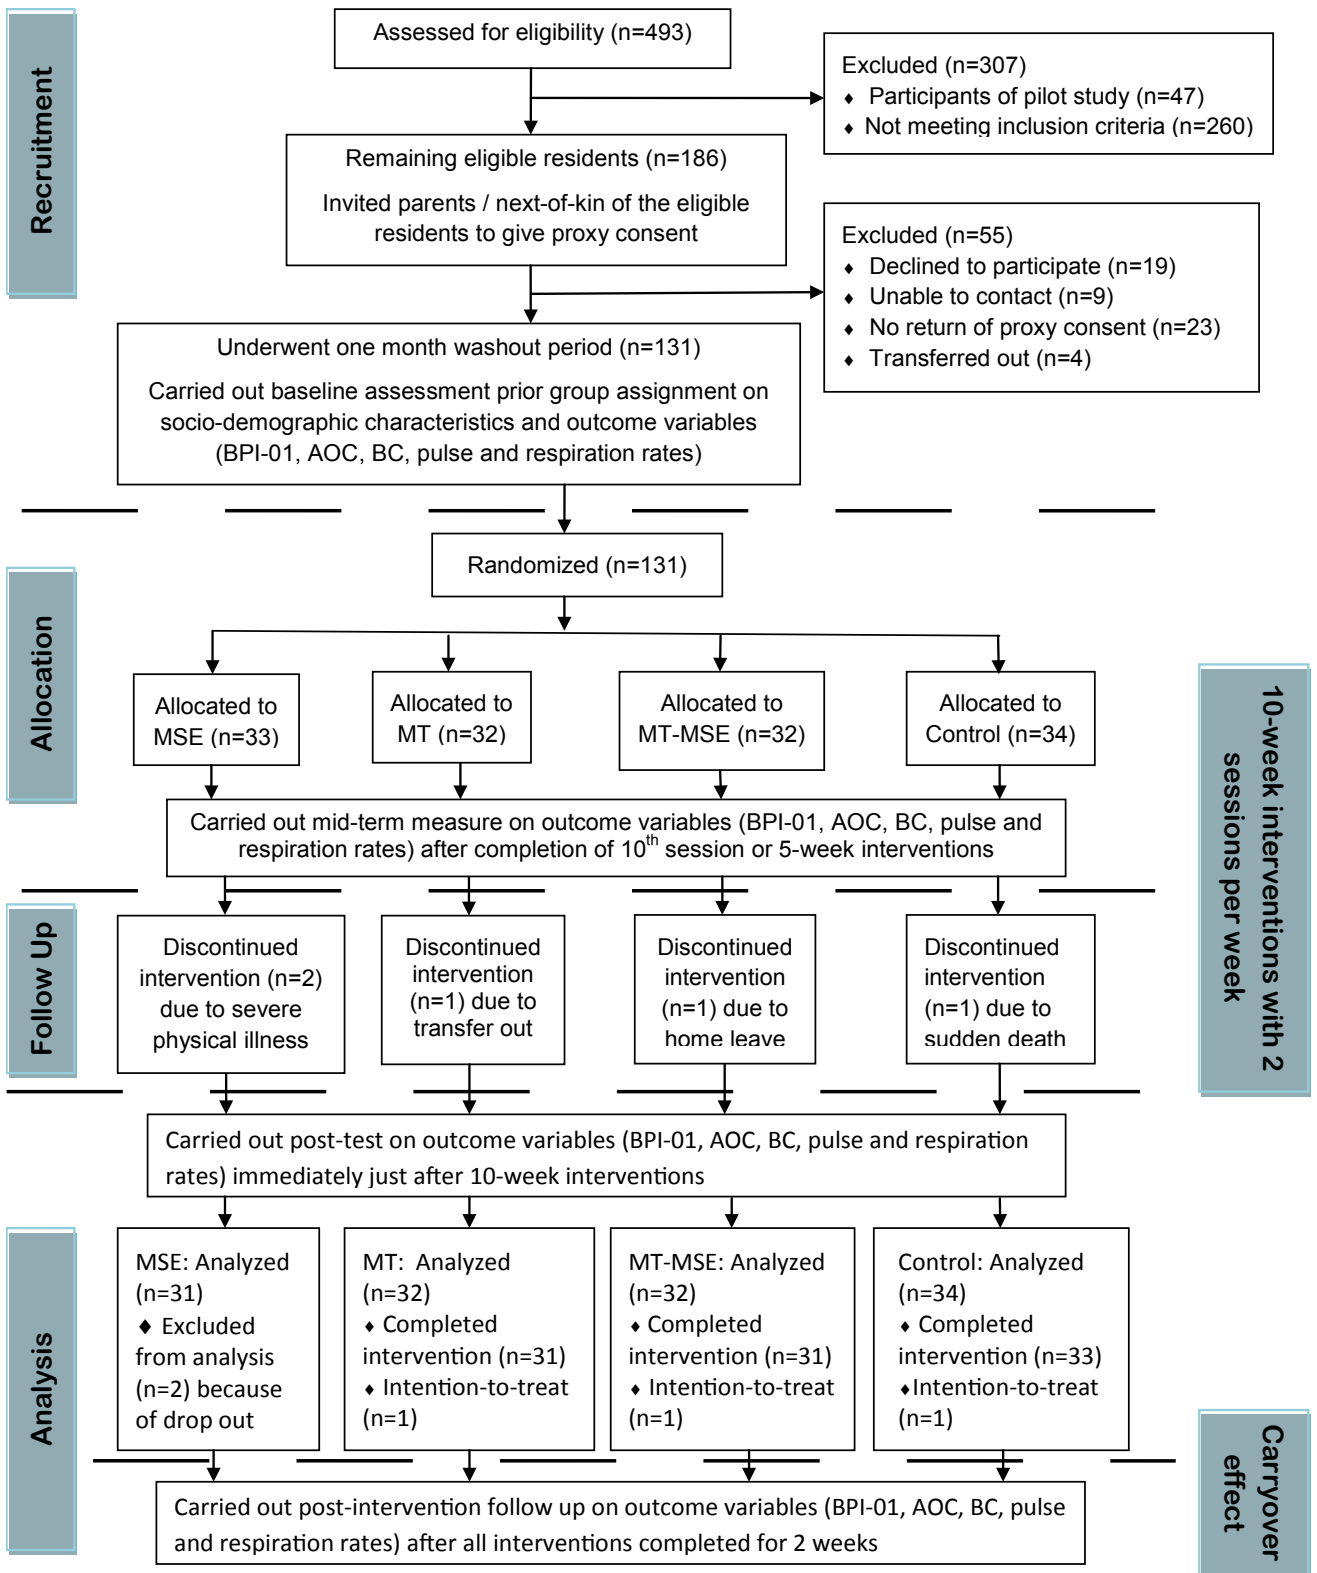 Recruitment
Assessed for eligibility (n=493)
Excluded (n=307)
♦ Participants of pilot study (n=47)
♦ Not meeting inclusion criteria (n=260)
Remaining eligible residents (n=186)
Invited parents / next-of-kin of the eligible
residents to give proxy consent
Excluded (n=55)
♦ Declined to participate (n=19)
♦ Unable to contact (n=9)
♦ No return of proxy consent (n=23)
♦ Transferred out (n=4)
Underwent one month washout period (n=131)
Carried out baseline assessment prior group assignment on
socio-demographic characteristics and outcome variables
(BPI-01, AOC, BC, pulse and respiration rates)
Allocation
Randomized (n=131)
Allocated to
MSE (n=33)
Allocated to
MT (n=32)
Allocated to
MT-MSE (n=32)
Allocated to
Control (n=34)
10-week interventions with 2
sessions per week
Carried out mid-term measure on outcome variables (BPI-01, AOC, BC, pulse and
respiration rates) after completion of 10th session or 5-week interventions
Follow Up
Discontinued
intervention (n=2)
due to severe
physical illness
Discontinued
intervention
(n=1) due to
transfer out
Discontinued
intervention
(n=1) due to
home leave
Discontinued
intervention
(n=1) due to
sudden death
Carried out post-test on outcome variables (BPI-01, AOC, BC, pulse and respiration
rates) immediately just after 10-week interventions
Analysis
MSE: Analyzed
(n=31)
♦ Excluded
from analysis
(n=2) because
of drop out
MT: Analyzed
(n=32)
♦ Completed
intervention (n=31)
♦ Intention-to-treat
(n=1)
MT-MSE: Analyzed
(n=32)
♦ Completed
intervention (n=31)
♦ Intention-to-treat
(n=1)
Control: Analyzed
(n=34)
♦ Completed
intervention (n=33)
♦Intention-to-treat
(n=1)
Carryover
effect
Carried out post-intervention follow up on outcome variables (BPI-01, AOC, BC, pulse
and respiration rates) after all interventions completed for 2 weeks